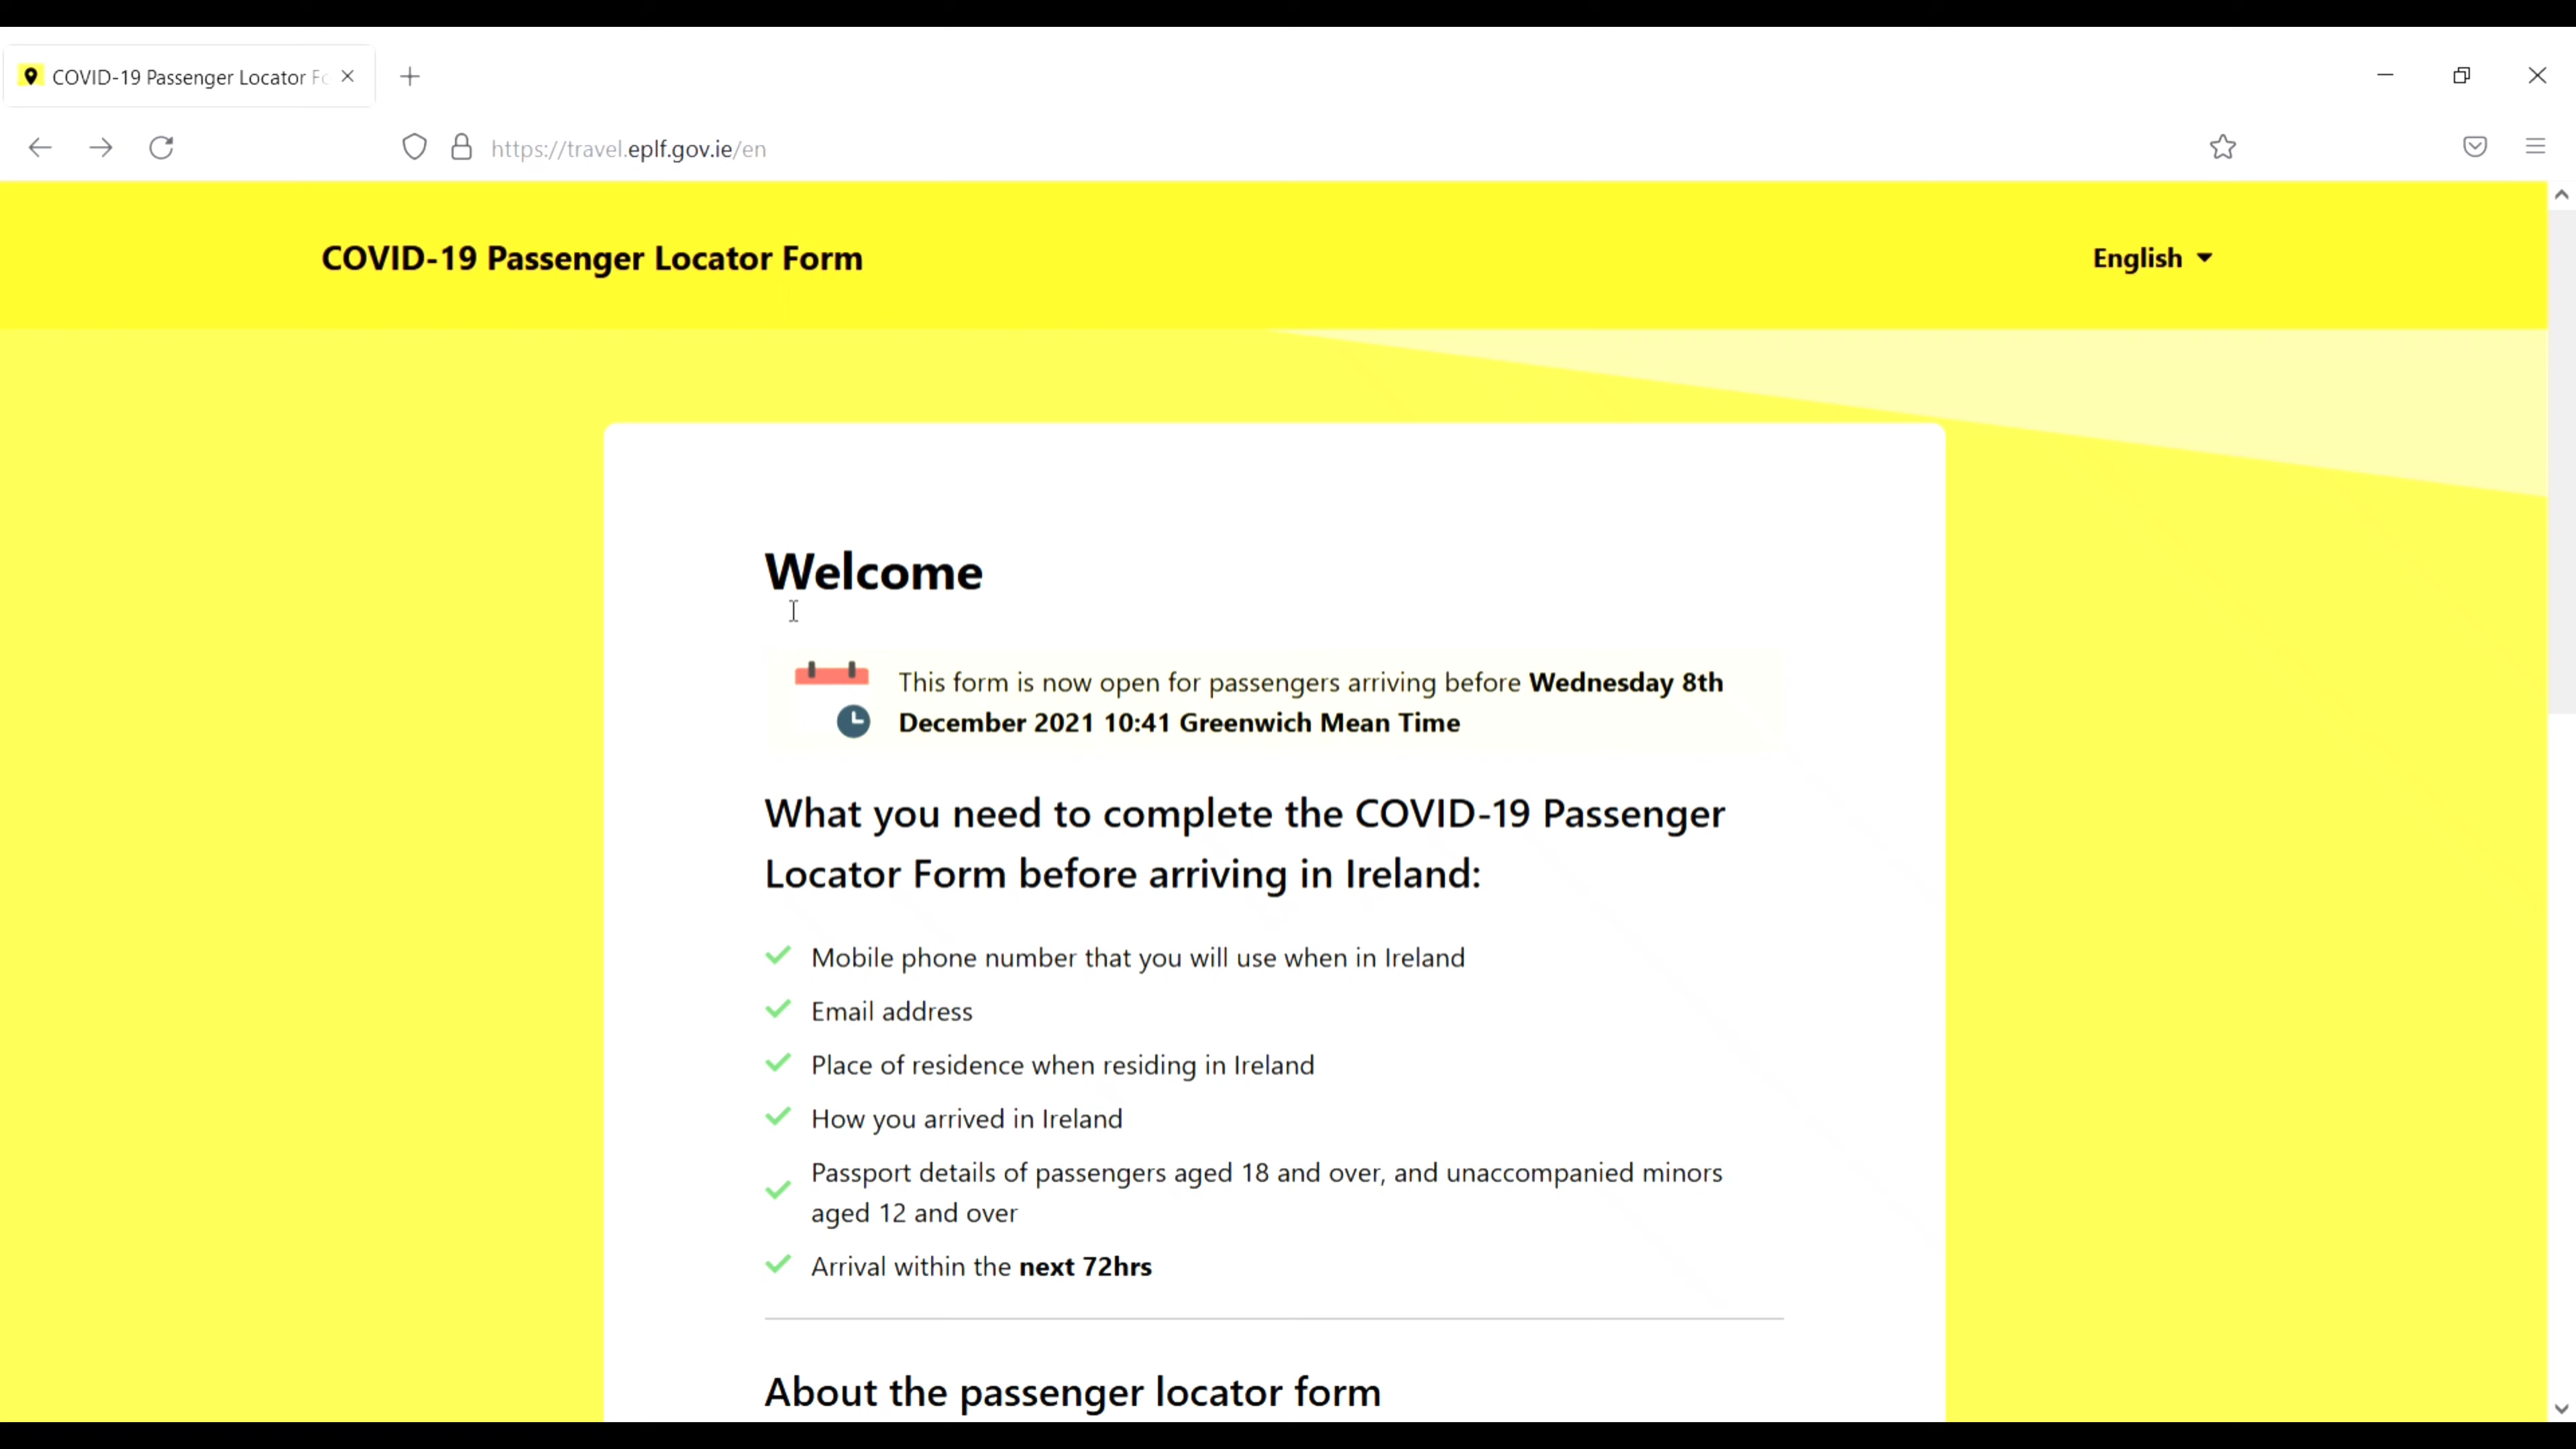 COVID-19 Passenger Locator Fo
https://travel.eplf.gov.ie/en
COVID-19 Passenger Locator Form
English
Welcome
This form is now open for passengers arriving before Wednesday 8th
December 2021 10:41 Greenwich Mean Time
What you need to complete the COVID-19 Passenger
Locator Form before arriving in Ireland:
Mobile phone number that you will use when in Ireland
Email address
Place of residence when residing in Ireland
How you arrived in Ireland
Passport details of passengers aged 18 and over, and unaccompanied minors
aged 12 and over
Arrival within the next 72hrs
About the passenger locator form